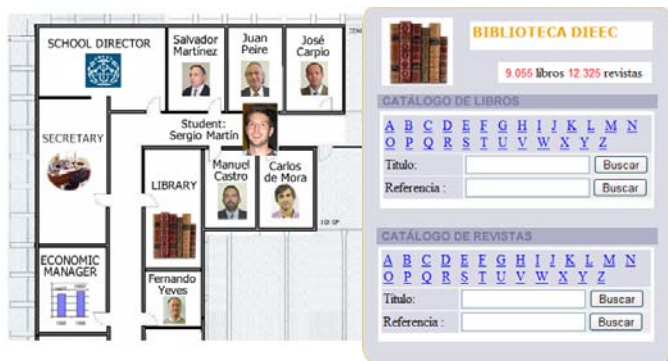 SCHOOL DIRECTOR
Salvador
Martínez
Juan
Peire
José
Carpio
Student:
Sergio Martín
SECRETARY
LIBRARY
Manuel
Castro
Carlos
de Mora
ECONOMIC
MANAGER
Fernando
Yeves
BIBLIOTECA DIEEC
9.055 libros 12.325 revistas
CATÁLOGO DE LIBROS
A B C D E F G H I J K L M N
O P Q R S T U V W X Y Z
Titulo: Buscar
Referencia : Buscar
CATÁLOGO DE REVISTAS
A B C D E F G H I J K L M N
O P Q R S T U V W X Y Z
Titulo: Buscar
Referencia : Buscar